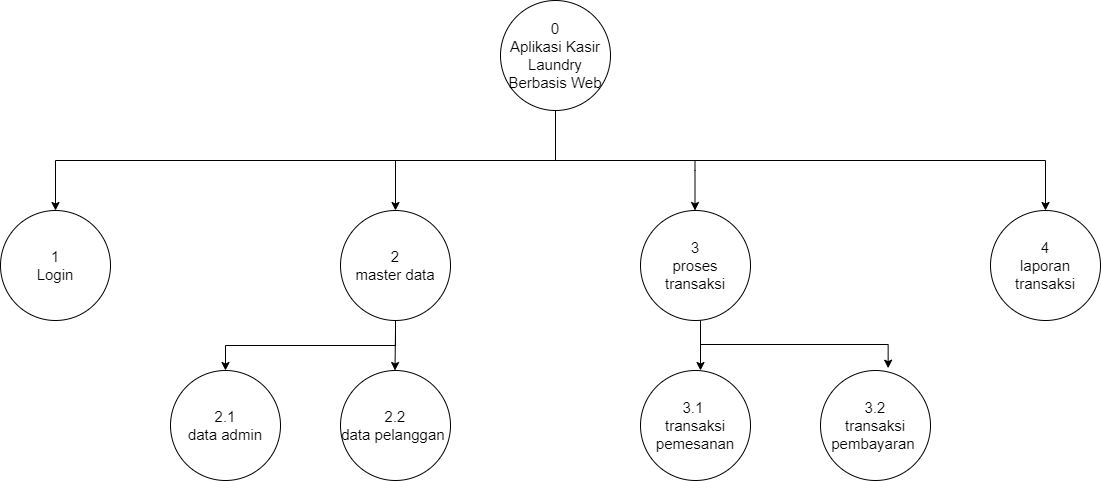 0
Aplikasi Kasir
Laundry
Berbasis Web
1
Login
2
master data
3
proses
transaksi
4
laporan
transaksi
2.1
data admin
2.2
data pelanggan
3.1
transaksi
pemesanan
3.2
transaksi
pembayaran